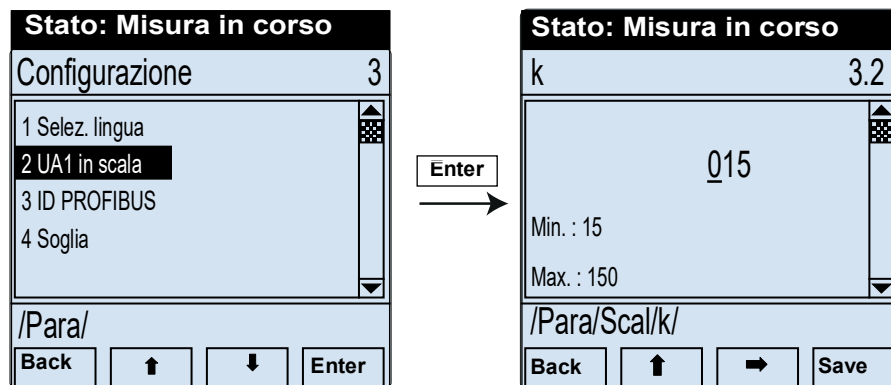 Stato: Misura in corso
Configurazione 3
1 Selez. lingua
2 UA1 in scala
3 ID PROFIBUS
4 Soglia
/Para/
Back
Enter
Enter
Stato: Misura in corso
k 3.2
015
Min. : 15
Max. : 150
/Para/Scal/k/
Back
Save